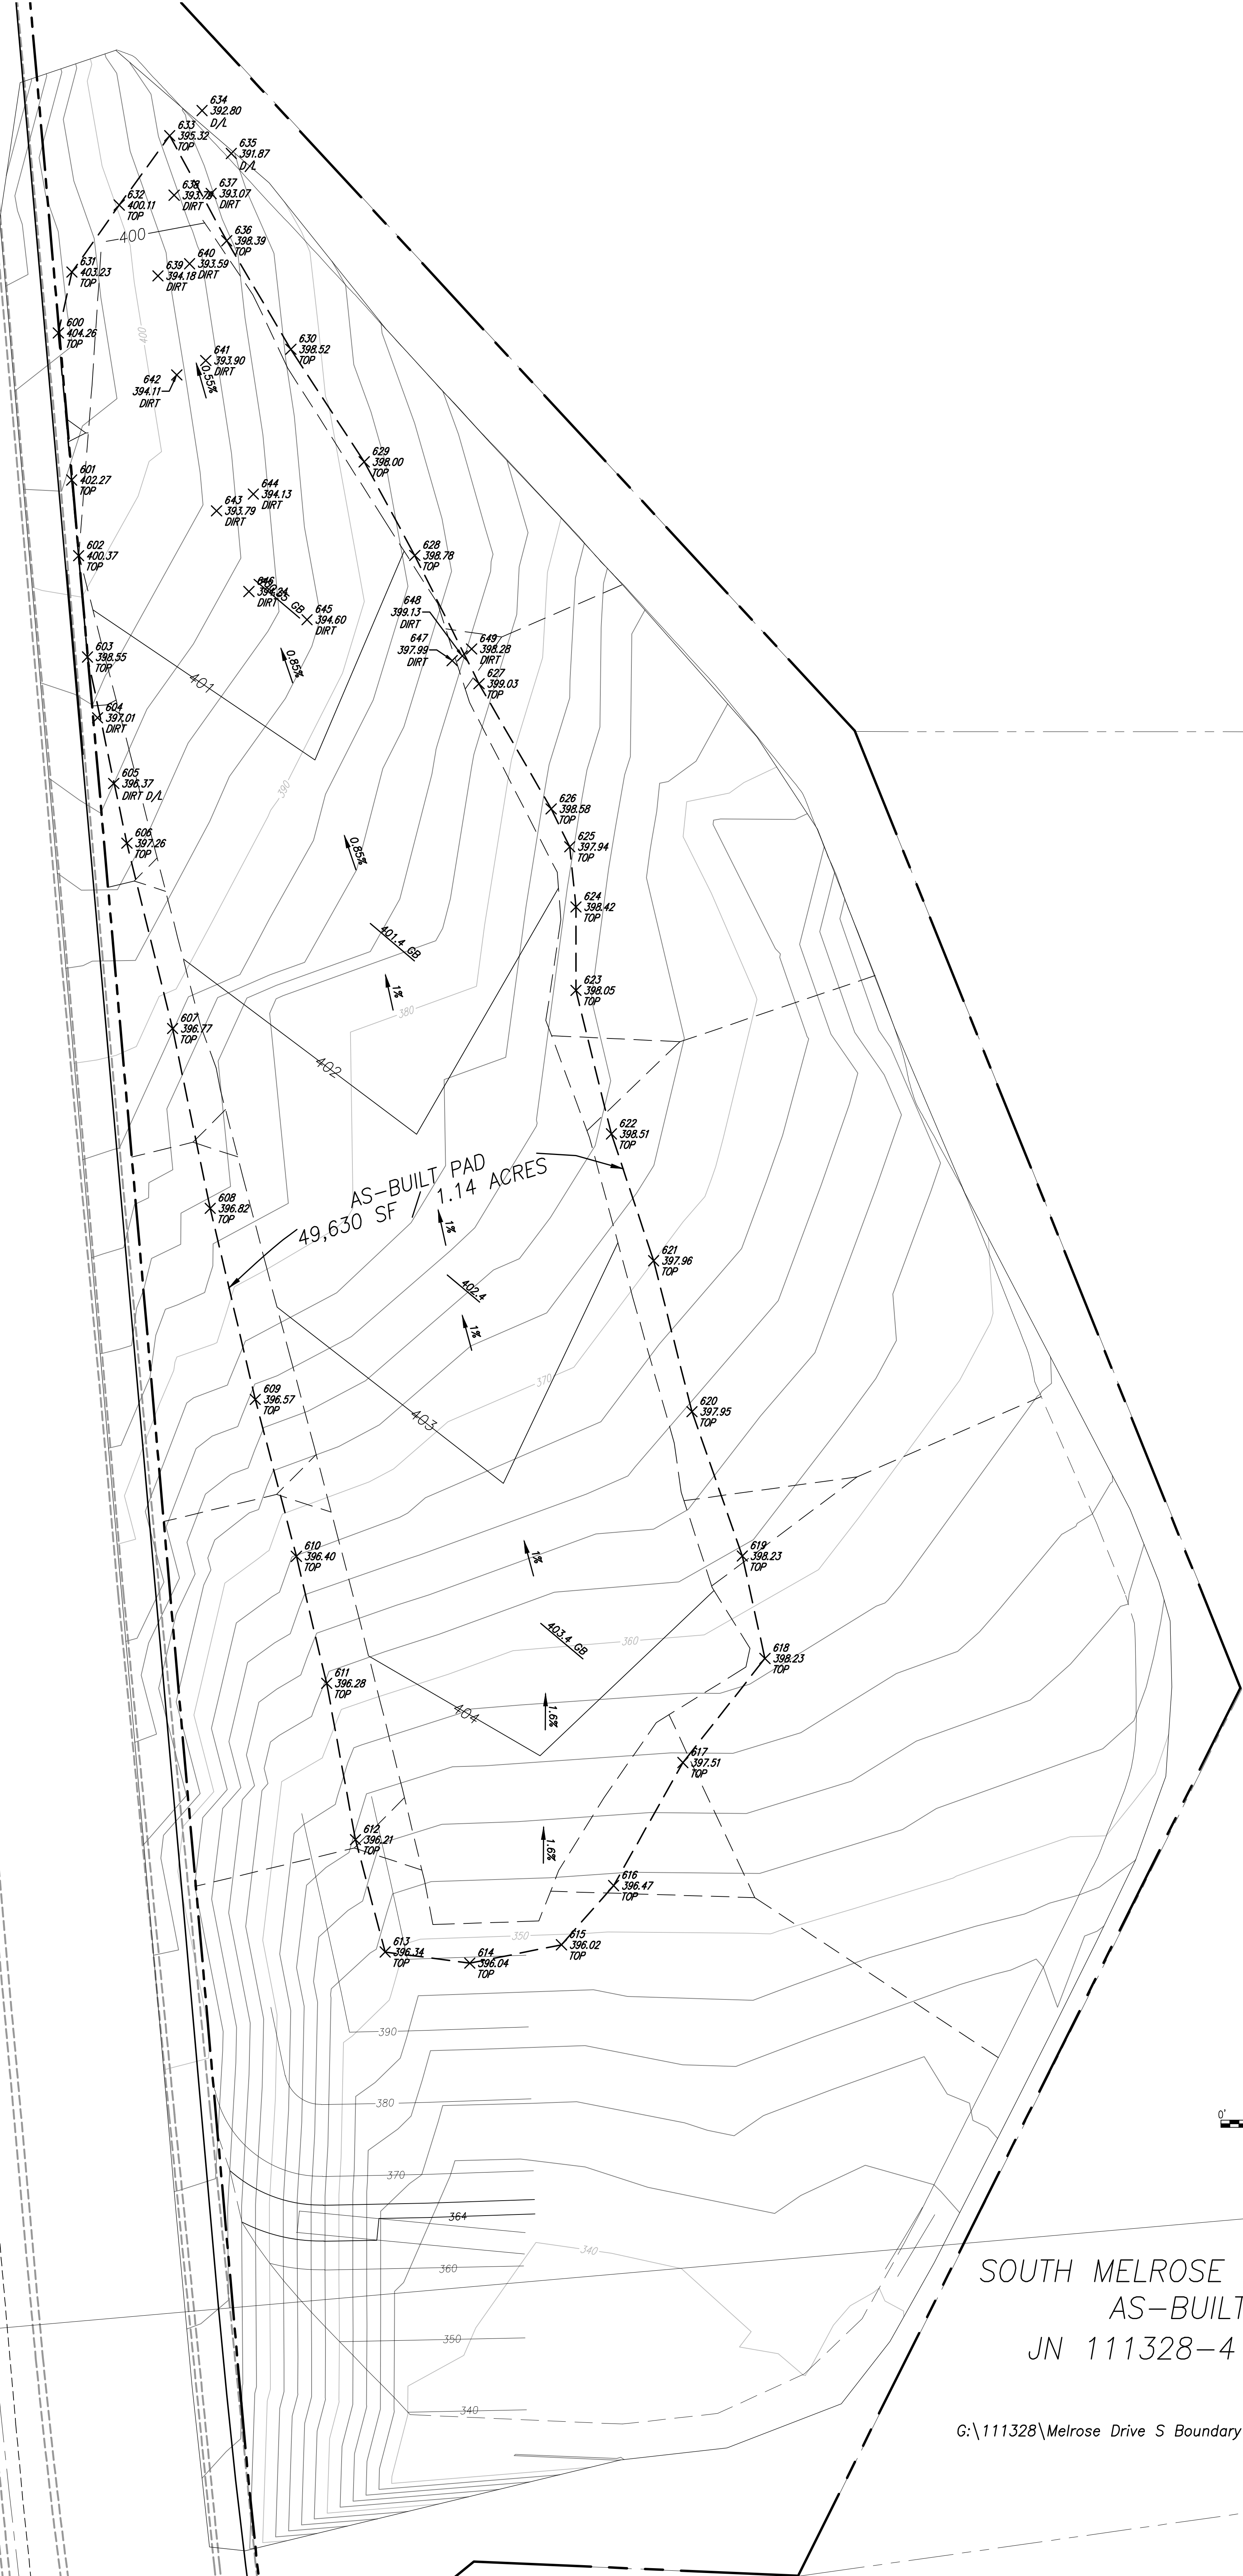 634
392.80
D/L
633
395.32
TOP
635
391.87
D/L
638
DIRT
637
393.07
DIRT
632
400.11
TOP
400
636
398.39
TOP
640
393.59
DIRT
631
403.23
TOP
639
394.18
DIRT
600
404.26
TOP
400
630
398.52
TOP
641
393.90
DIRT
642
394.11
DIRT
0.55%
629
398.00
TOP
601
402.27
TOP
644
394.13
DIRT
643
393.79
DIRT
602
400.37
TOP
628
398.78
TOP
DIRT
GB
645
394.60
DIRT
648
399.13
DIRT
647
397.99
DIRT
649
398.28
DIRT
603
398.55
TOP
0.85%
401
627
399.03
TOP
604
397.01
DIRT
605
396.37
DIRT D/L
390
626
398.58
TOP
606
397.26
TOP
0.85%
625
397.94
TOP
624
398.42
TOP
401.4 GB
1%
623
398.05
TOP
380
607
396.77
TOP
402
622
398.51
TOP
AS-BUILT PAD
49,630 SF / 1.14 ACRES
608
396.82
TOP
1%
621
397.96
TOP
402.4
1%
370
609
396.57
TOP
403
620
397.95
TOP
610
396.40
TOP
1%
619
398.23
TOP
403.4 GB
360
618
398.23
TOP
611
396.28
TOP
404
1.6%
617
397.51
TOP
612
396.21
TOP
1.6%
616
396.47
TOP
350
613
396.34
TOP
614
396.04
TOP
615
396.02
TOP
390
380
0'
370
364
340
360
SOUTH MELROSE
AS-BUILT
350
JN 111328-4
340
G:\111328\Melrose Drive S Boundary